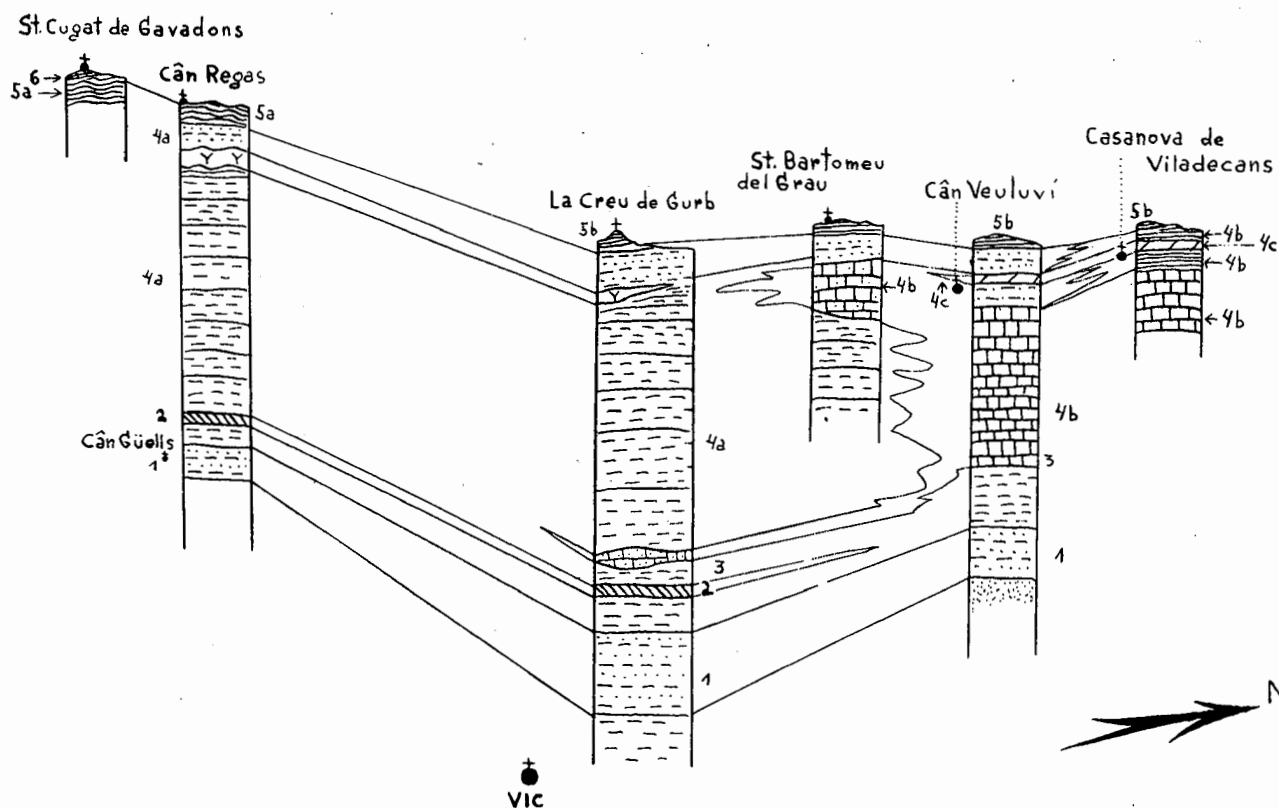 St. Cugat de Gavadons
6
5a
Cân Regas
5a
4a
Y Y
4a
2
Cân Güells
1*
La Creu de Gurb
5b
Y
4a
3
2
1
St. Bartomeu
del Grau
4b
Cân Veuluví
4c
5b
4b
3
1
Casanova de
Viladecans
5b
4b
4c
4b
4b
N
VIC